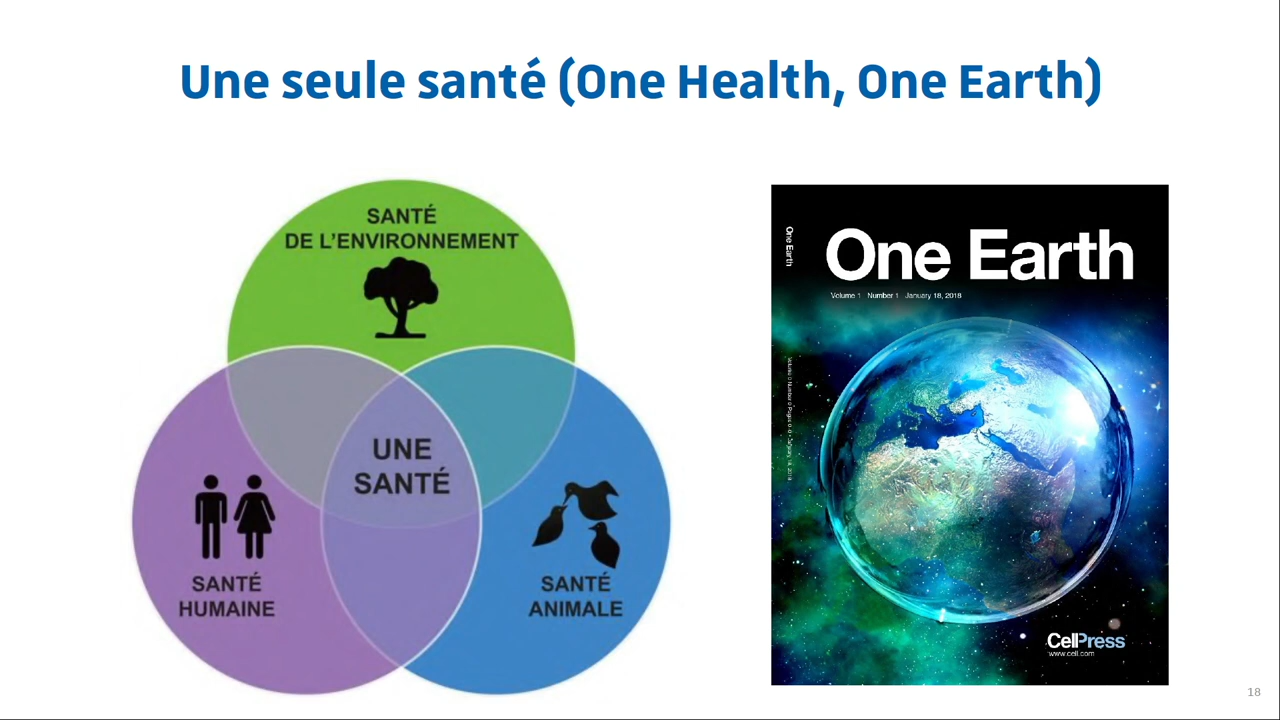 Une seule santé (One Health, One Earth)
SANTÉ
DE L'ENVIRONNEMENT
UNE
SANTÉ
SANTÉ
HUMAINE
SANTÉ
ANIMALE
One Earth
One Earth
Volume 1 Number 1 January 18, 2018
CellPress
www.cell.com
18